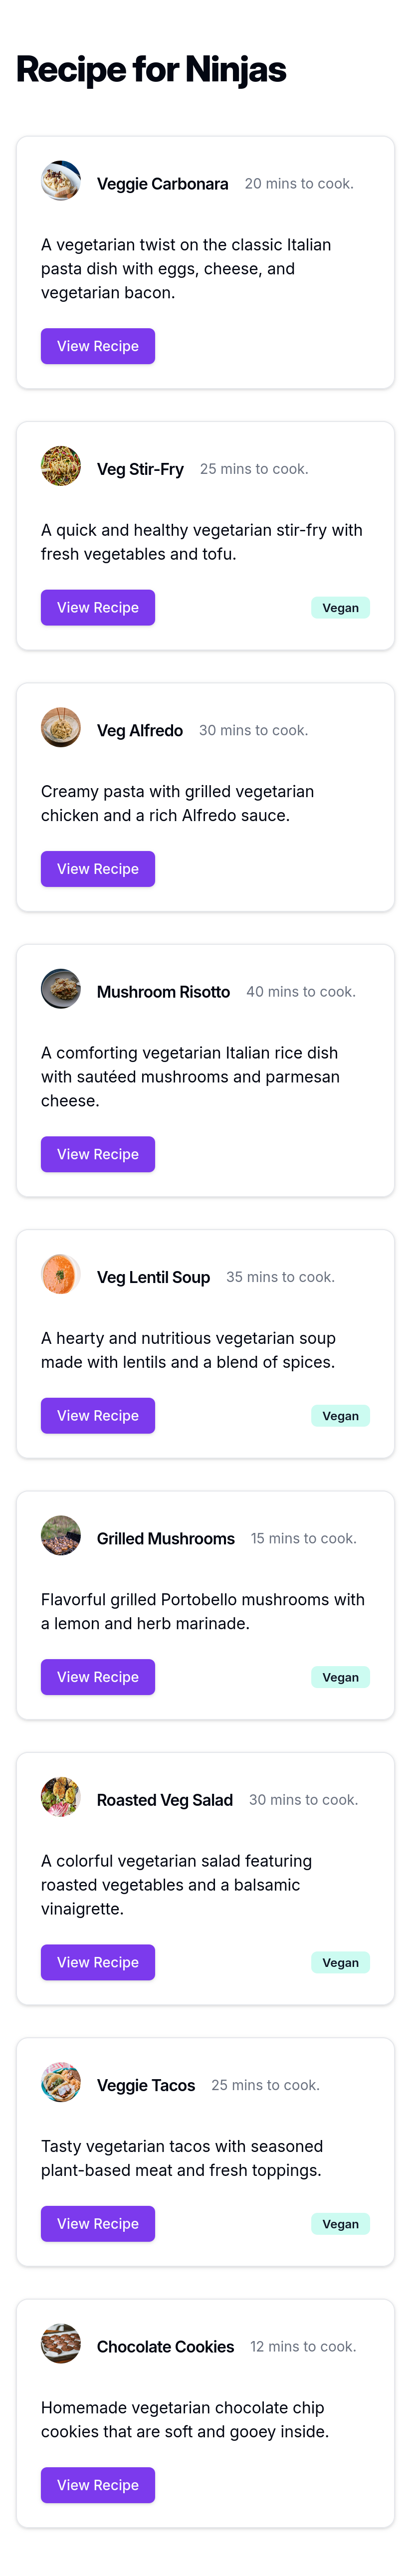 Recipe for Ninjas
Veggie Carbonara 20 mins to cook.
A vegetarian twist on the classic Italian
pasta dish with eggs, cheese, and
vegetarian bacon.
View Recipe
Veg Stir-Fry 25 mins to cook.
A quick and healthy vegetarian stir-fry with
fresh vegetables and tofu.
View Recipe Vegan
Veg Alfredo 30 mins to cook.
Creamy pasta with grilled vegetarian
chicken and a rich Alfredo sauce.
View Recipe
Mushroom Risotto 40 mins to cook.
A comforting vegetarian Italian rice dish
with sautéed mushrooms and parmesan
cheese.
View Recipe
Veg Lentil Soup 35 mins to cook.
A hearty and nutritious vegetarian soup
made with lentils and a blend of spices.
View Recipe Vegan
Grilled Mushrooms 15 mins to cook.
Flavorful grilled Portobello mushrooms with
a lemon and herb marinade.
View Recipe Vegan
Roasted Veg Salad 30 mins to cook.
A colorful vegetarian salad featuring
roasted vegetables and a balsamic
vinaigrette.
View Recipe Vegan
Veggie Tacos 25 mins to cook.
Tasty vegetarian tacos with seasoned
plant-based meat and fresh toppings.
View Recipe Vegan
Chocolate Cookies 12 mins to cook.
Homemade vegetarian chocolate chip
cookies that are soft and gooey inside.
View Recipe